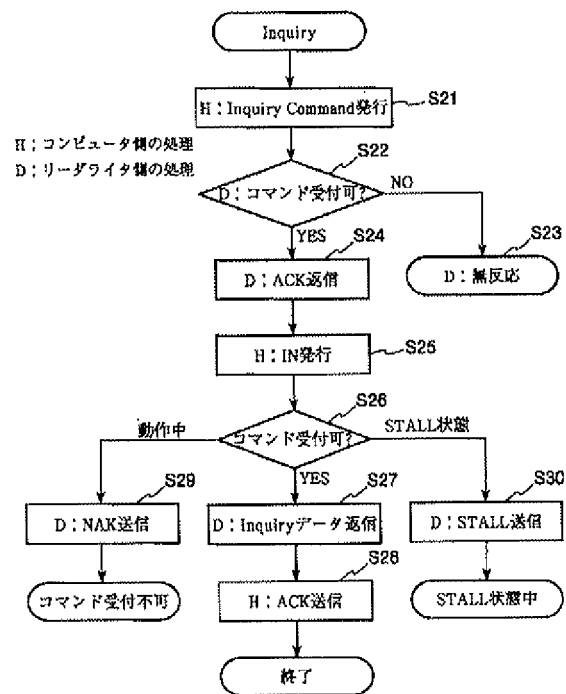 Inquiry
S21
H:Inquiry Command発行
H:コンピュータ側の処理
D:リーダライタ側の処理
S22
D:コマンド受付可?
NO
YES
S24
S23
D:ACK返信
D:無反応
H:IN発行
S25
S26
動作中
コマンド受付可?
STALL状態
YES
S29
S27
S30
D:NAK送信
D:Inquiryデータ返信
D:STALL送信
S28
コマンド受付不可
H:ACK送信
STALL状態中
終了